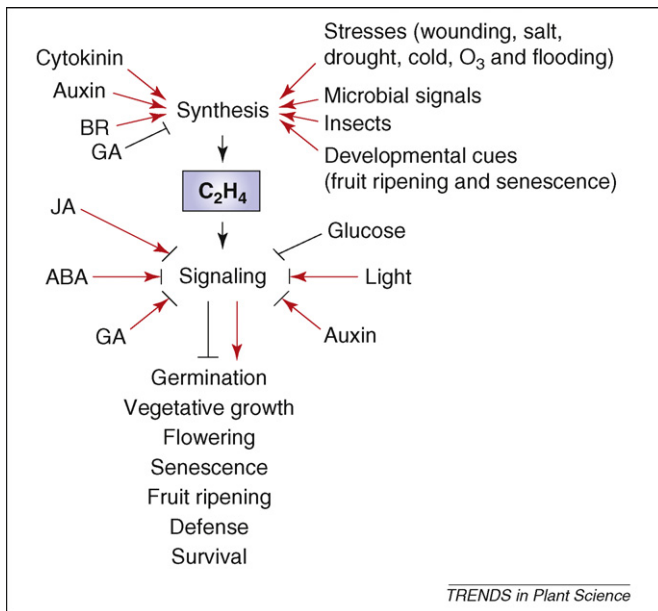 Cytokinin
Auxin
BR
GA
Synthesis
Stresses (wounding, salt,
drought, cold, O₃ and flooding)
Microbial signals
Insects
Developmental cues
(fruit ripening and senescence)
C₂H₄
JA
ABA
GA
Signaling
Glucose
Light
Auxin
Germination
Vegetative growth
Flowering
Senescence
Fruit ripening
Defense
Survival
TRENDS in Plant Science